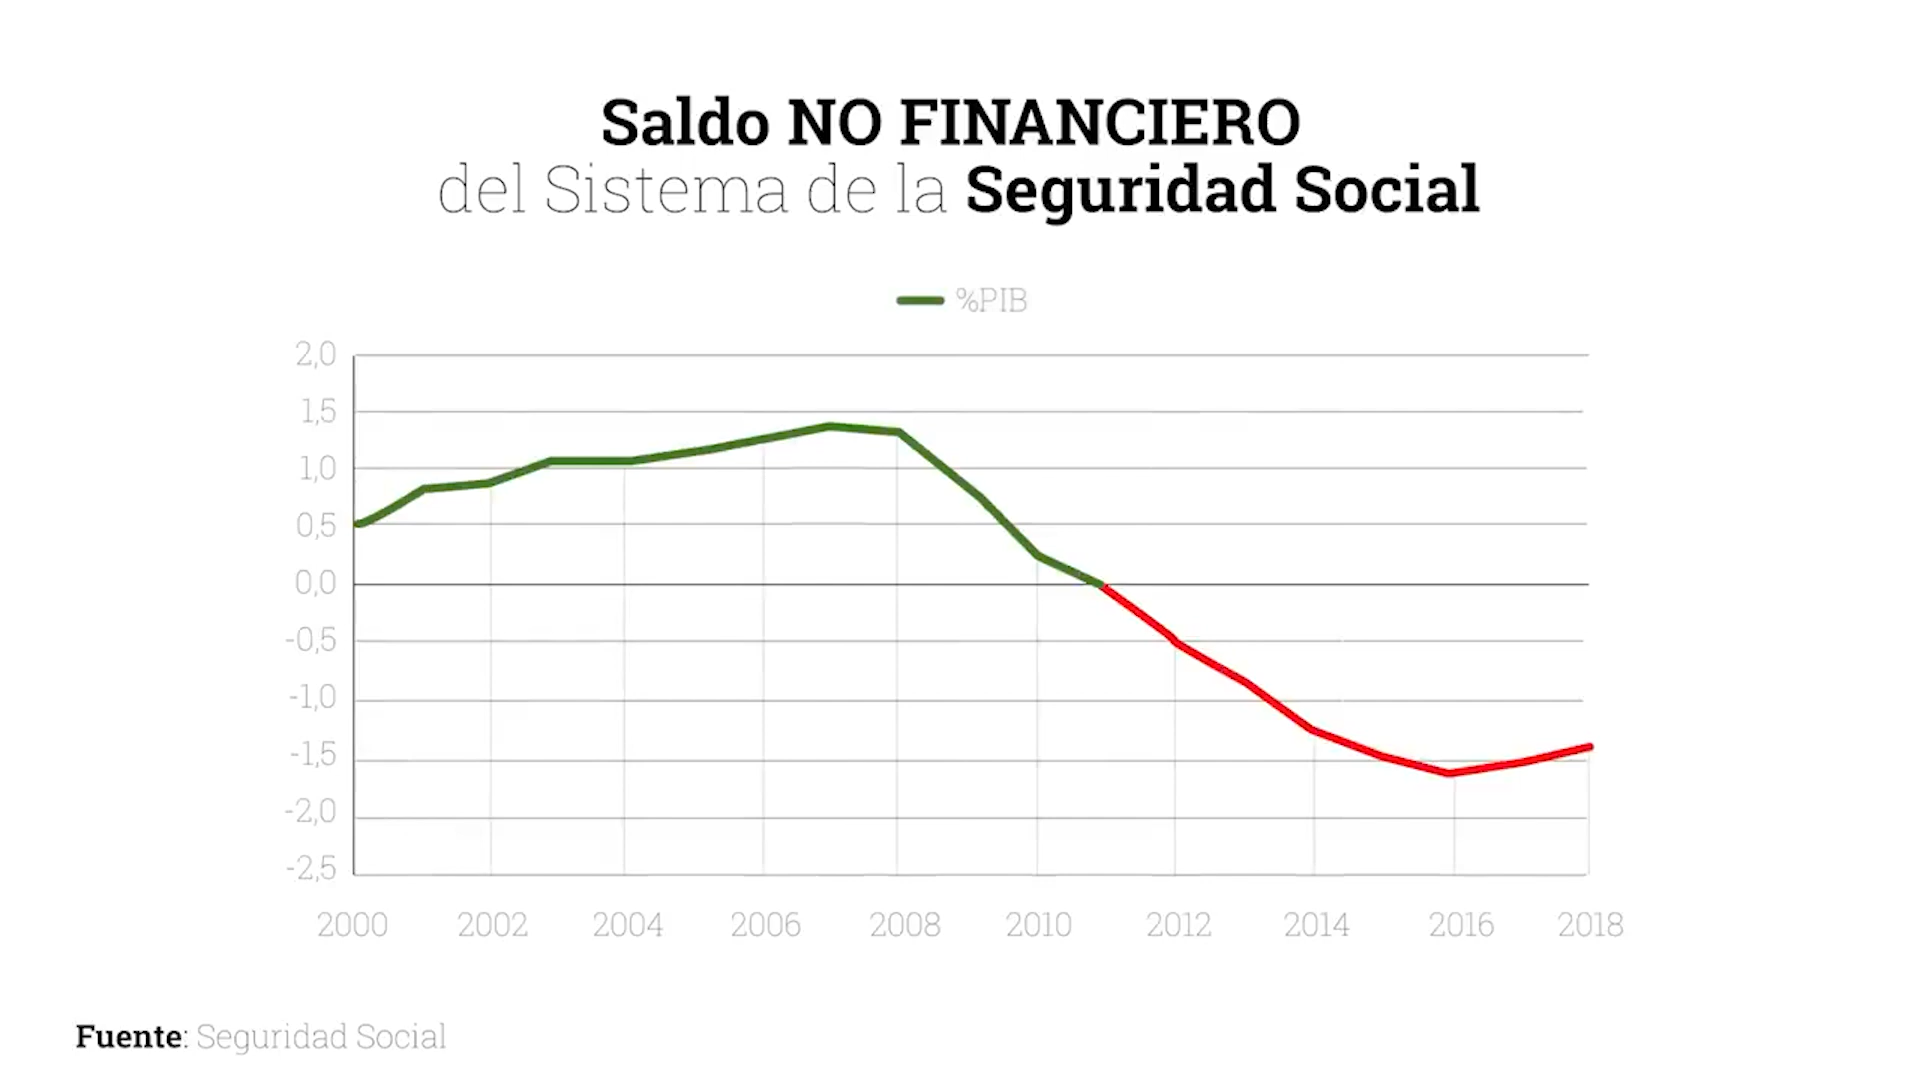 Saldo NO FINANCIERO
del Sistema de la Seguridad Social
%PIB
2,0
1,5
1,0
0,5
0,0
-0,5
-1,0
-1,5
-2,0
-2,5
2000 2002 2004 2006 2008 2010 2012 2014 2016 2018
Fuente: Seguridad Social